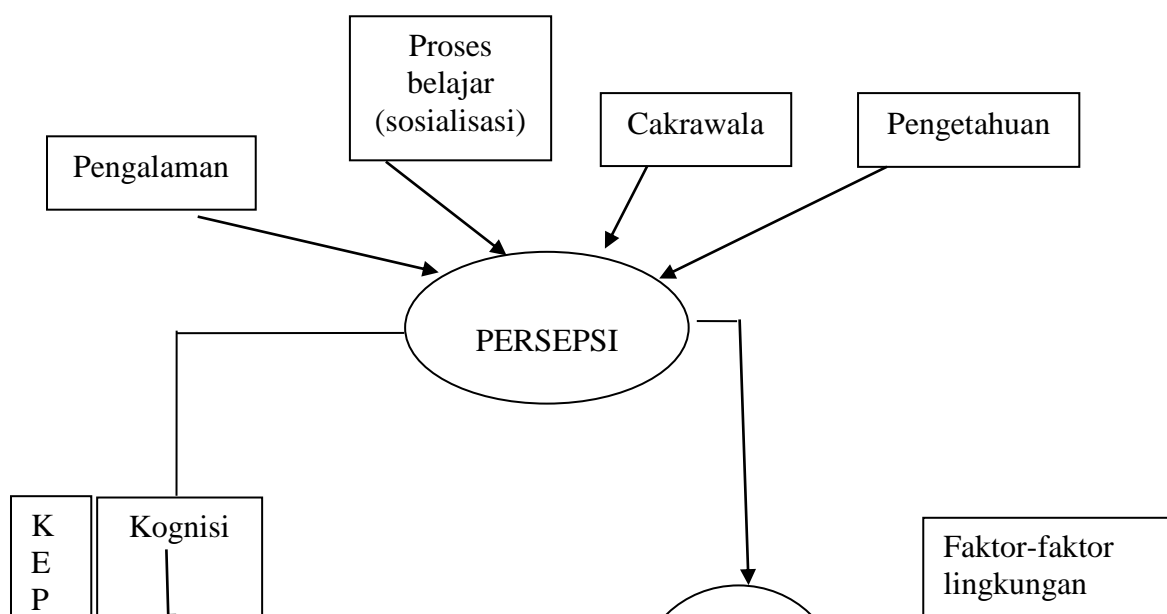 Proses
belajar
(sosialisasi)
Cakrawala
Pengetahuan
Pengalaman
PERSEPSI
K
E
P
Kognisi
Faktor-faktor
lingkungan